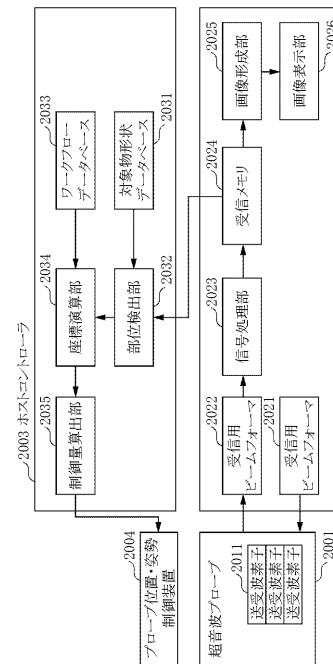 2003 ホストコントローラ
2033
ワークフロー
データベース
2031
対象物形状
データベース
2034
座標演算部
2032
部位検出部
2035
制御量算出部
2004
プローブ位置・姿勢
制御装置
2025
画像形成部
2026
画像表示部
2024
受信メモリ
2023
信号処理部
2022
受信用
ビームフォーマ
2021
受信用
ビームフォーマ
超音波プローブ
2011
送受波素子
送受波素子
送受波素子
2001